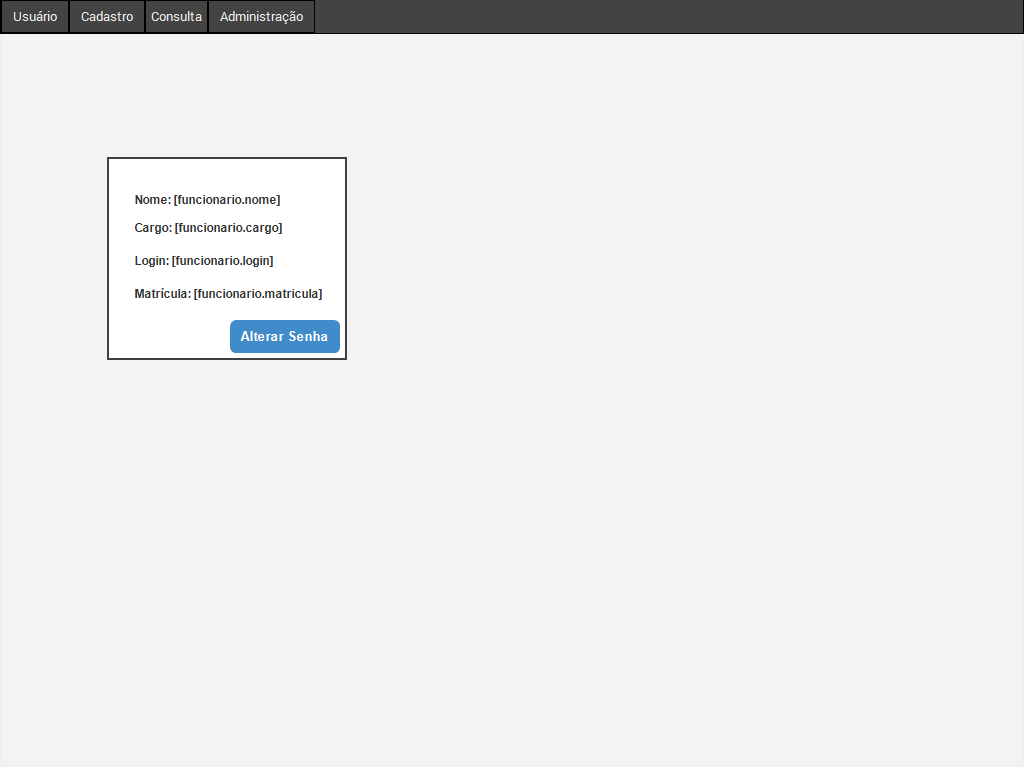 Usuário Cadastro Consulta Administração
Nome: [funcionario.nome]
Cargo: [funcionario.cargo]
Login: [funcionario.login]
Matrícula: [funcionario.matricula]
Alterar Senha